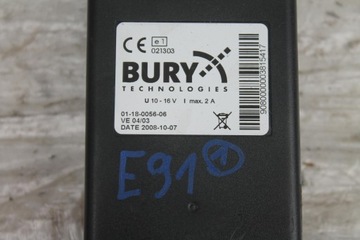 CE e1
021303
BURY
TECHNOLOGIES
U 10 - 16 V I max. 2 A
01-18-0056-06
VE 04/03
DATE 2008-10-07
9080000003815417
E91 1